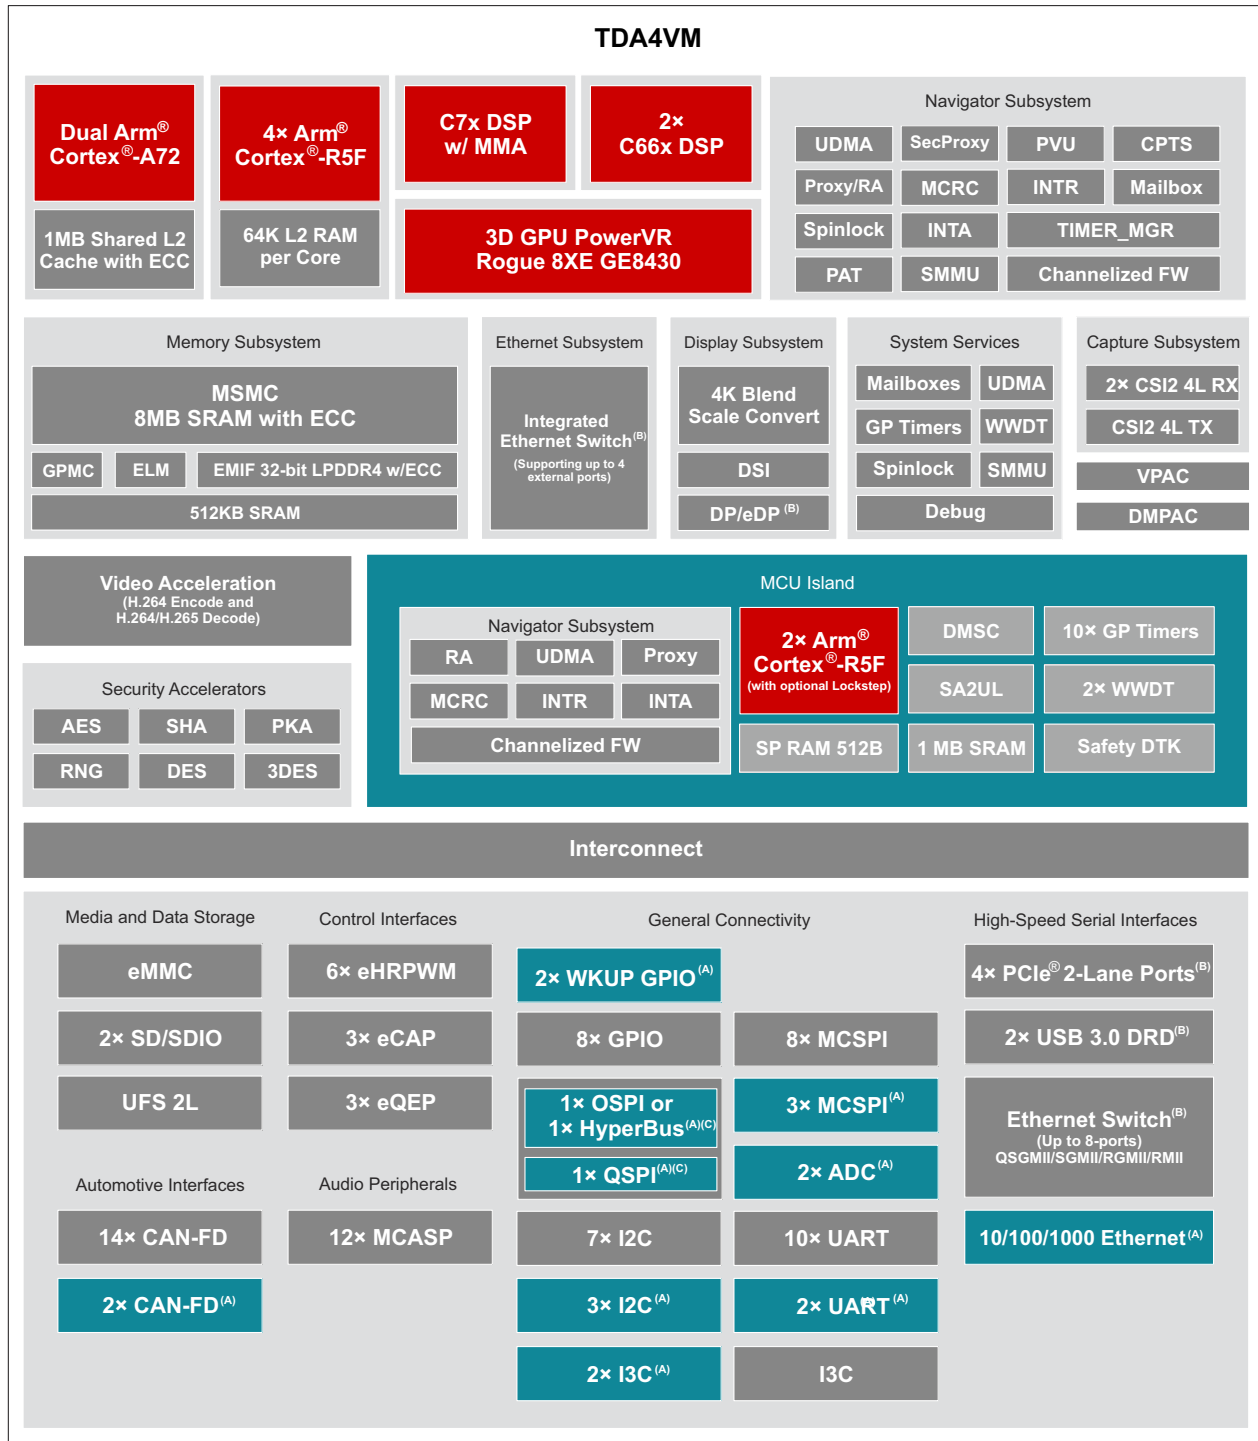 TDA4VM
Dual Arm®
Cortex®-A72
1MB Shared L2
Cache with ECC
4× Arm®
Cortex®-R5F
64K L2 RAM
per Core
C7x DSP
w/ MMA
2×
C66x DSP
3D GPU PowerVR
Rogue 8XE GE8430
Navigator Subsystem
UDMA
SecProxy
PVU
CPTS
Proxy/RA
MCRC
INTR
Mailbox
Spinlock
INTA
TIMER_MGR
PAT
SMMU
Channelized FW
Memory Subsystem
MSMC
8MB SRAM with ECC
GPMC
ELM
EMIF 32-bit LPDDR4 w/ECC
512KB SRAM
Ethernet Subsystem
Integrated
Ethernet Switch(B)
(Supporting up to 4
external ports)
Display Subsystem
4K Blend
Scale Convert
DSI
DP/eDP (B)
System Services
Mailboxes
UDMA
GP Timers
WWDT
Spinlock
SMMU
Debug
Capture Subsystem
2× CSI2 4L RX
CSI2 4L TX
VPAC
DMPAC
Video Acceleration
(H.264 Encode and
H.264/H.265 Decode)
Security Accelerators
AES
SHA
PKA
RNG
DES
3DES
MCU Island
Navigator Subsystem
RA
UDMA
Proxy
MCRC
INTR
INTA
Channelized FW
2× Arm®
Cortex®-R5F
(with optional Lockstep)
DMSC
10× GP Timers
SA2UL
2× WWDT
SP RAM 512B
1 MB SRAM
Safety DTK
Interconnect
Media and Data Storage
eMMC
2× SD/SDIO
UFS 2L
Automotive Interfaces
14× CAN-FD
2× CAN-FD(A)
Control Interfaces
6× eHRPWM
3× eCAP
3× eQEP
Audio Peripherals
12× MCASP
General Connectivity
2× WKUP GPIO(A)
8× GPIO
8× MCSPI
1× OSPI or
1× HyperBus(A)(C)
1× QSPI(A)(C)
3× MCSPI(A)
2× ADC(A)
7× I2C
10× UART
3× I2C(A)
2× UART(A)
2× I3C(A)
I3C
High-Speed Serial Interfaces
4× PCIe® 2-Lane Ports(B)
2× USB 3.0 DRD(B)
Ethernet Switch(B)
(Up to 8-ports)
QSGMII/SGMII/RGMII/RMII
10/100/1000 Ethernet(A)